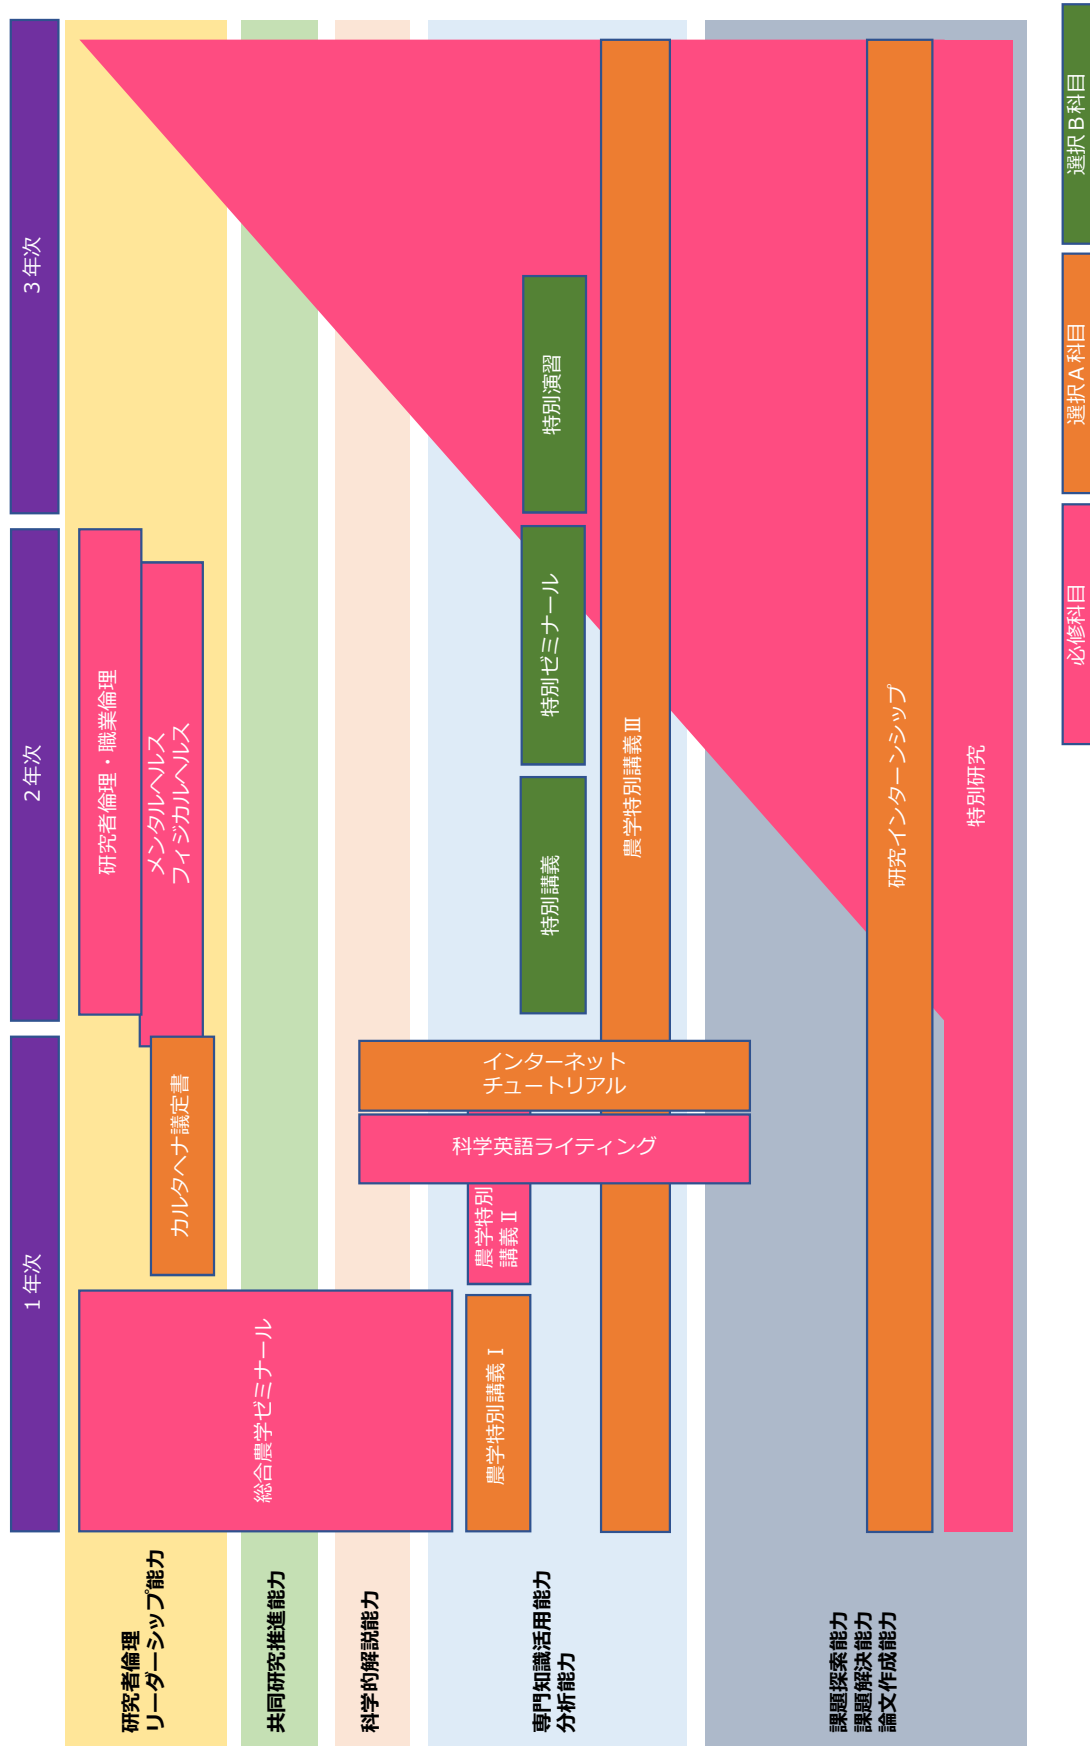 1年次
2年次
3年次
研究者倫理
リーダーシップ能力
総合農学ゼミナール
カルタヘナ議定書
研究者倫理・職業倫理
メンタルヘルス
フィジカルヘルス
共同研究推進能力
科学的解説能力
専門知識活用能力
分析能力
農学特別講義Ⅰ
農学特別
講義Ⅱ
科学英語ライティング
インターネット
チュートリアル
特別講義
特別ゼミナール
特別演習
農学特別講義Ⅲ
課題探索能力
課題解決能力
論文作成能力
研究インターンシップ
特別研究
必修科目
選択A科目
選択B科目